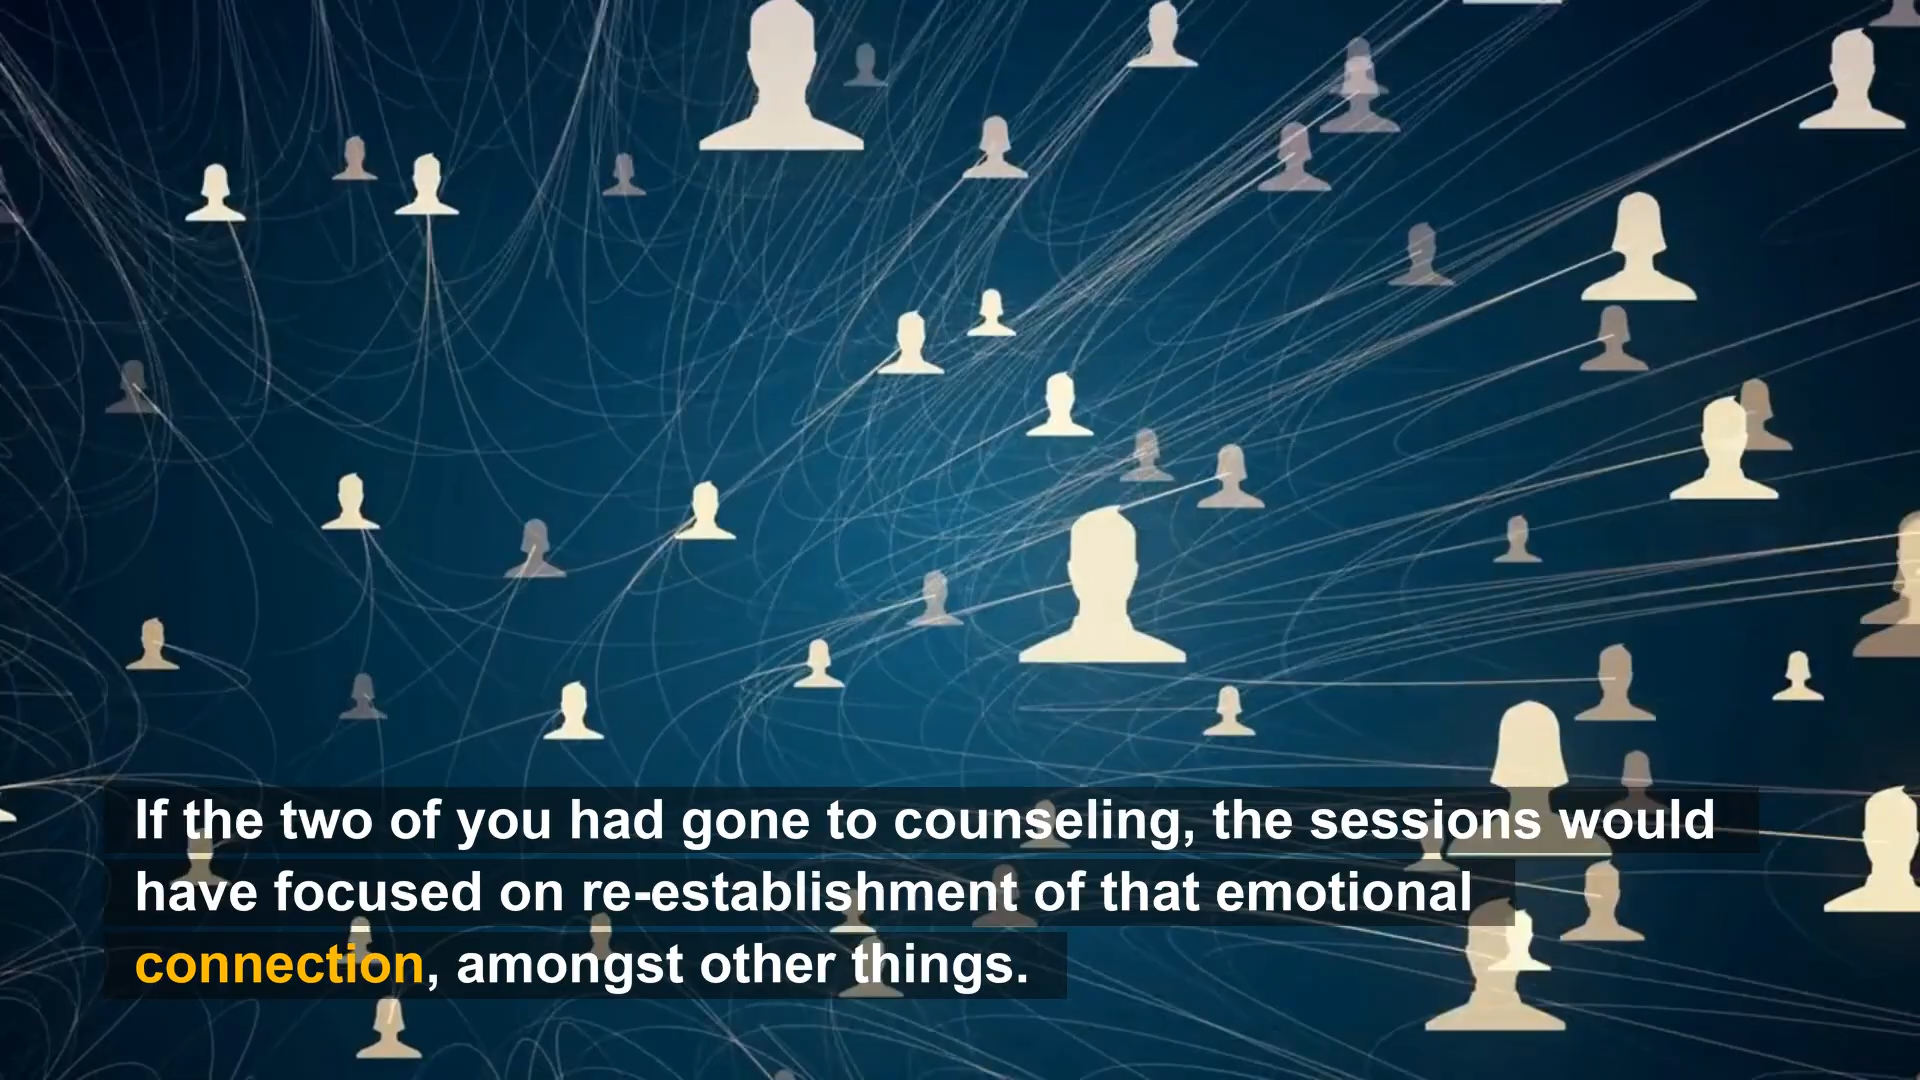 If the two of you had gone to counseling, the sessions would
have focused on re-establishment of that emotional
connection, amongst other things.